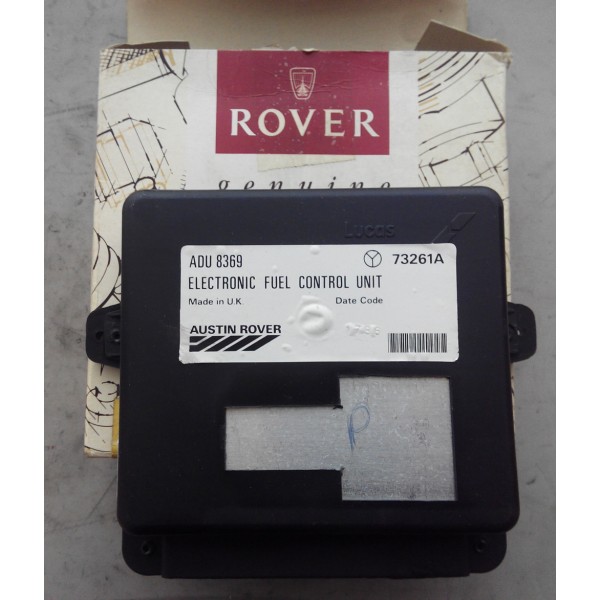 ROVER
genuine
Lucas
ADU 8369 73261A
ELECTRONIC FUEL CONTROL UNIT
Made in U.K. Date Code
AUSTIN ROVER
P